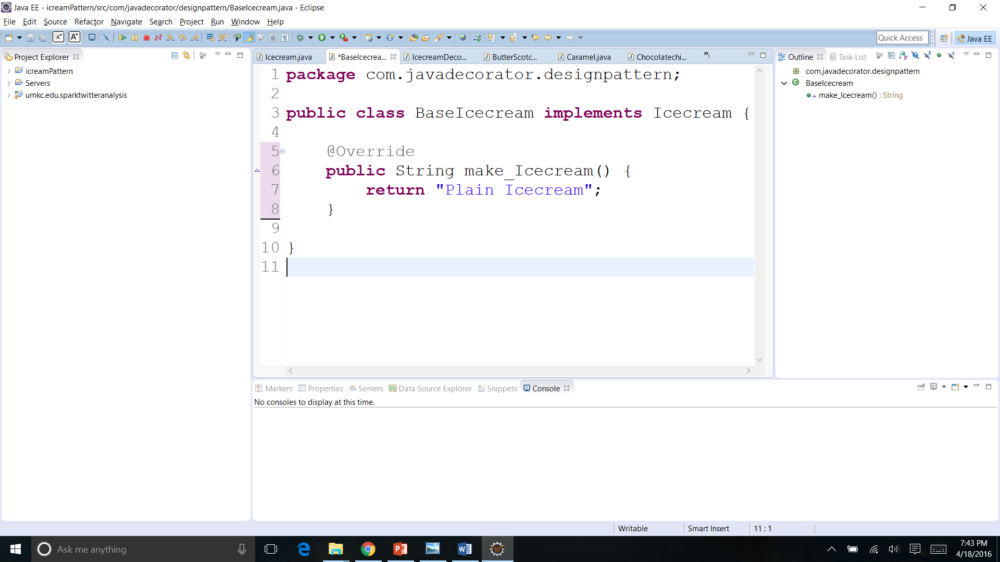 Java EE - icreamPattern/src/com/javadecorator/designpattern/BaseIcecream.java - Eclipse
File Edit Source Refactor Navigate Search Project Run Window Help
Quick Access
Java EE
Project Explorer
icreamPattern
Servers
umkc.edu.sparktwitteranalysis
Icecream.java *BaseIcecrea... IcecreamDeco... ButterScotc... Caramel.java Chocolatechi... »1
1 package com.javadecorator.designpattern;
2
3 public class BaseIcecream implements Icecream {
4
5 @Override
6 public String make_Icecream() {
7 return "Plain Icecream";
8 }
9
10 }
11
Outline Task List
com.javadecorator.designpattern
BaseIcecream
make_Icecream() : String
Markers Properties Servers Data Source Explorer Snippets Console
No consoles to display at this time.
Writable Smart Insert 11 : 1
Ask me anything
7:43 PM
4/18/2016